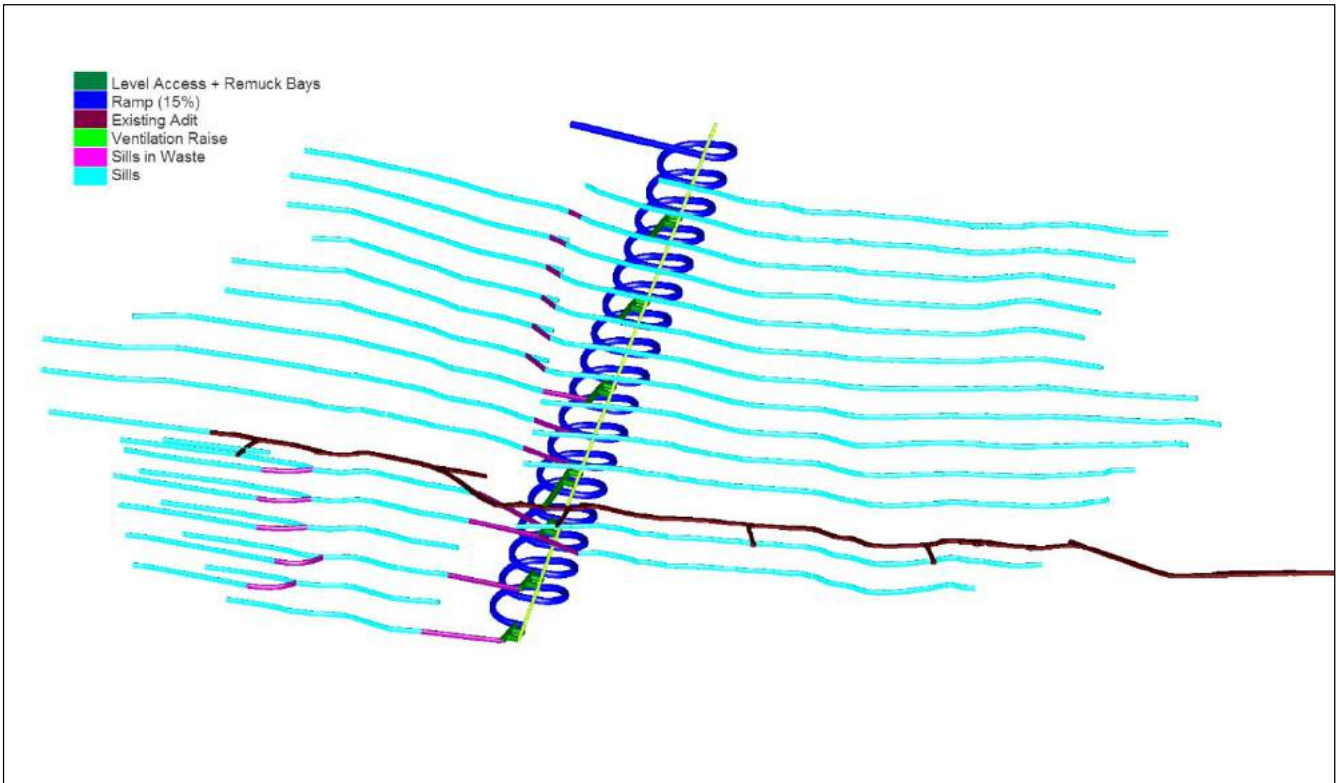 Level Access + Remuck Bays
Ramp (15%)
Existing Adit
Ventilation Raise
Sills in Waste
Sills